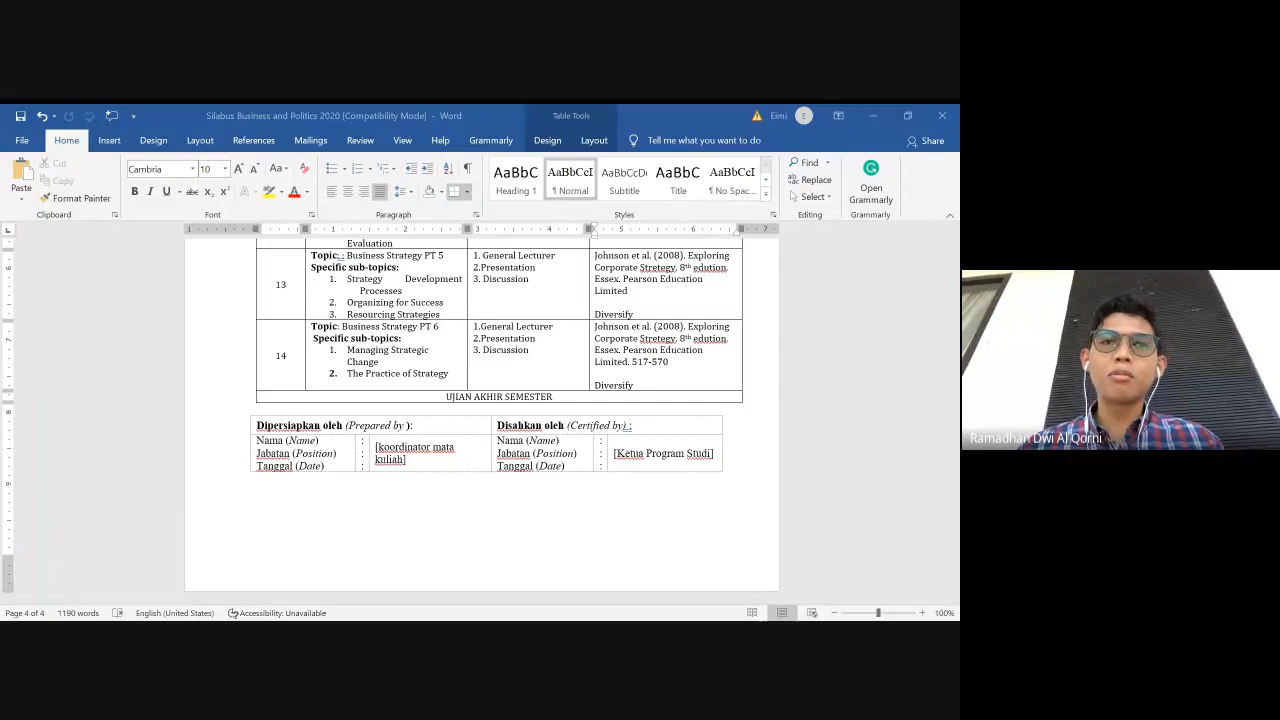 Silabus Business and Politics 2020 [Compatibility Mode] - Word
Table Tools
Eimi
File Home Insert Draw Design Layout References Mailings Review View Help Grammarly Design Layout Tell me what you want to do Share
Cut
Copy
Format Painter
Paste
Clipboard
Cambria 10
Font
Paragraph
AaBbC AaBbCcI AaBbCcD AaBbC AaBbCcI
Heading 1 ¶ Normal Subtitle Title ¶ No Spac...
Styles
Find
Replace
Select
Editing
Open
Grammarly
Grammarly
Evaluation
13
Topic: : Business Strategy PT 5
Specific sub-topics:
1. Strategy Development
Processes
2. Organizing for Success
3. Resourcing Strategies
1. General Lecturer
2.Presentation
3. Discussion
Johnson et al. (2008). Exploring
Corporate Stretegy. 8th edution.
Essex. Pearson Education
Limited
Diversify
14
Topic: Business Strategy PT 6
Specific sub-topics:
1. Managing Strategic
Change
2. The Practice of Strategy
1.General Lecturer
2.Presentation
3. Discussion
Johnson et al. (2008). Exploring
Corporate Stretegy. 8th edution.
Essex. Pearson Education
Limited. 517-570
Diversify
UJIAN AKHIR SEMESTER
Dipersiapkan oleh (Prepared by ):
Nama (Name) :
Jabatan (Position) :
Tanggal (Date) :
[koordinator mata
kuliah]
Disahkan oleh (Certified by) :
Nama (Name) :
Jabatan (Position) :
Tanggal (Date) :
[Ketua Program Studi]
Page 4 of 4 1190 words English (United States) Accessibility: Unavailable 100%
Ramadhan Dwi Al Qorni